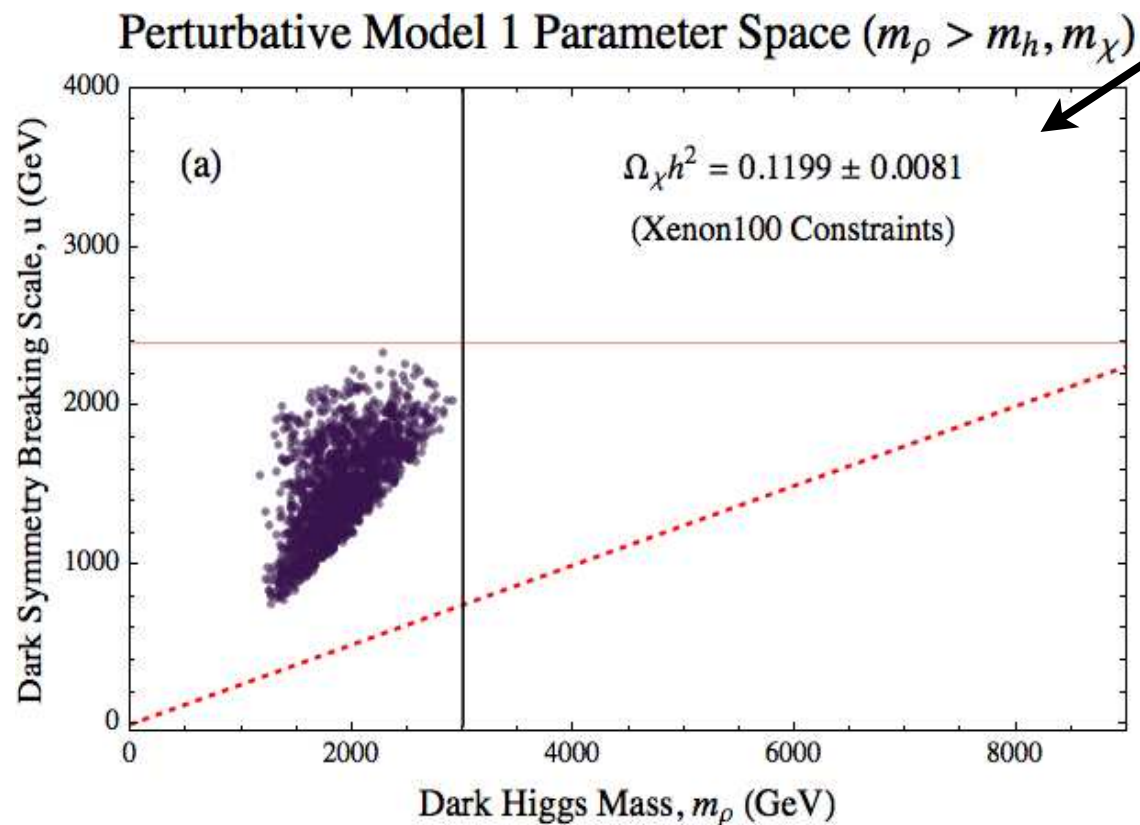 Perturbative Model 1 Parameter Space (mρ > mh, mχ)
4000
3000
2000
1000
0
Dark Symmetry Breaking Scale, u (GeV)
(a)
Ωχh² = 0.1199 ± 0.0081
(Xenon100 Constraints)
0 2000 4000 6000 8000
Dark Higgs Mass, mρ (GeV)